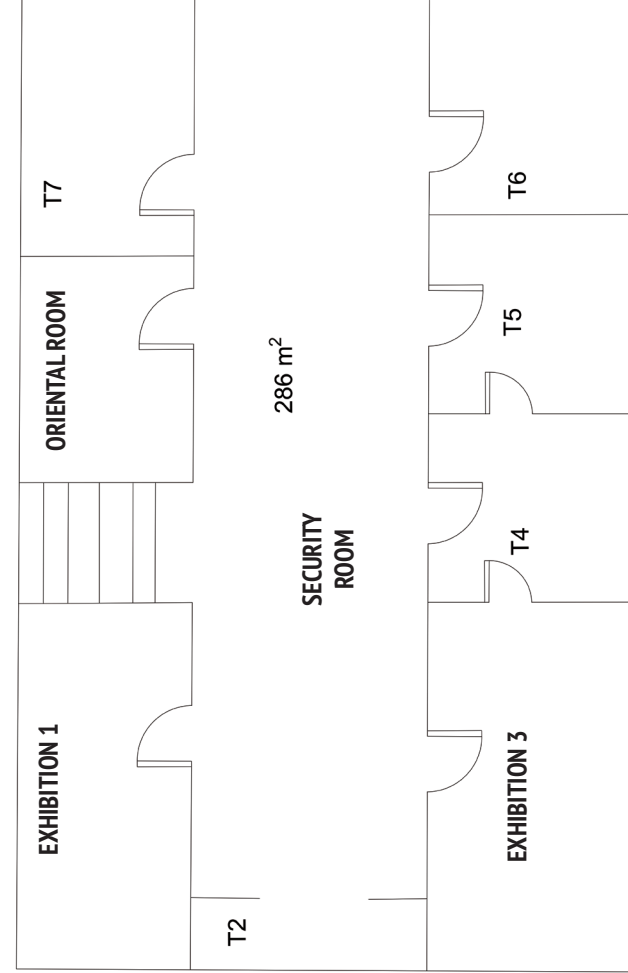 T7
ORIENTAL ROOM
EXHIBITION 1
T2
286 m²
SECURITY
ROOM
T6
T5
T4
EXHIBITION 3